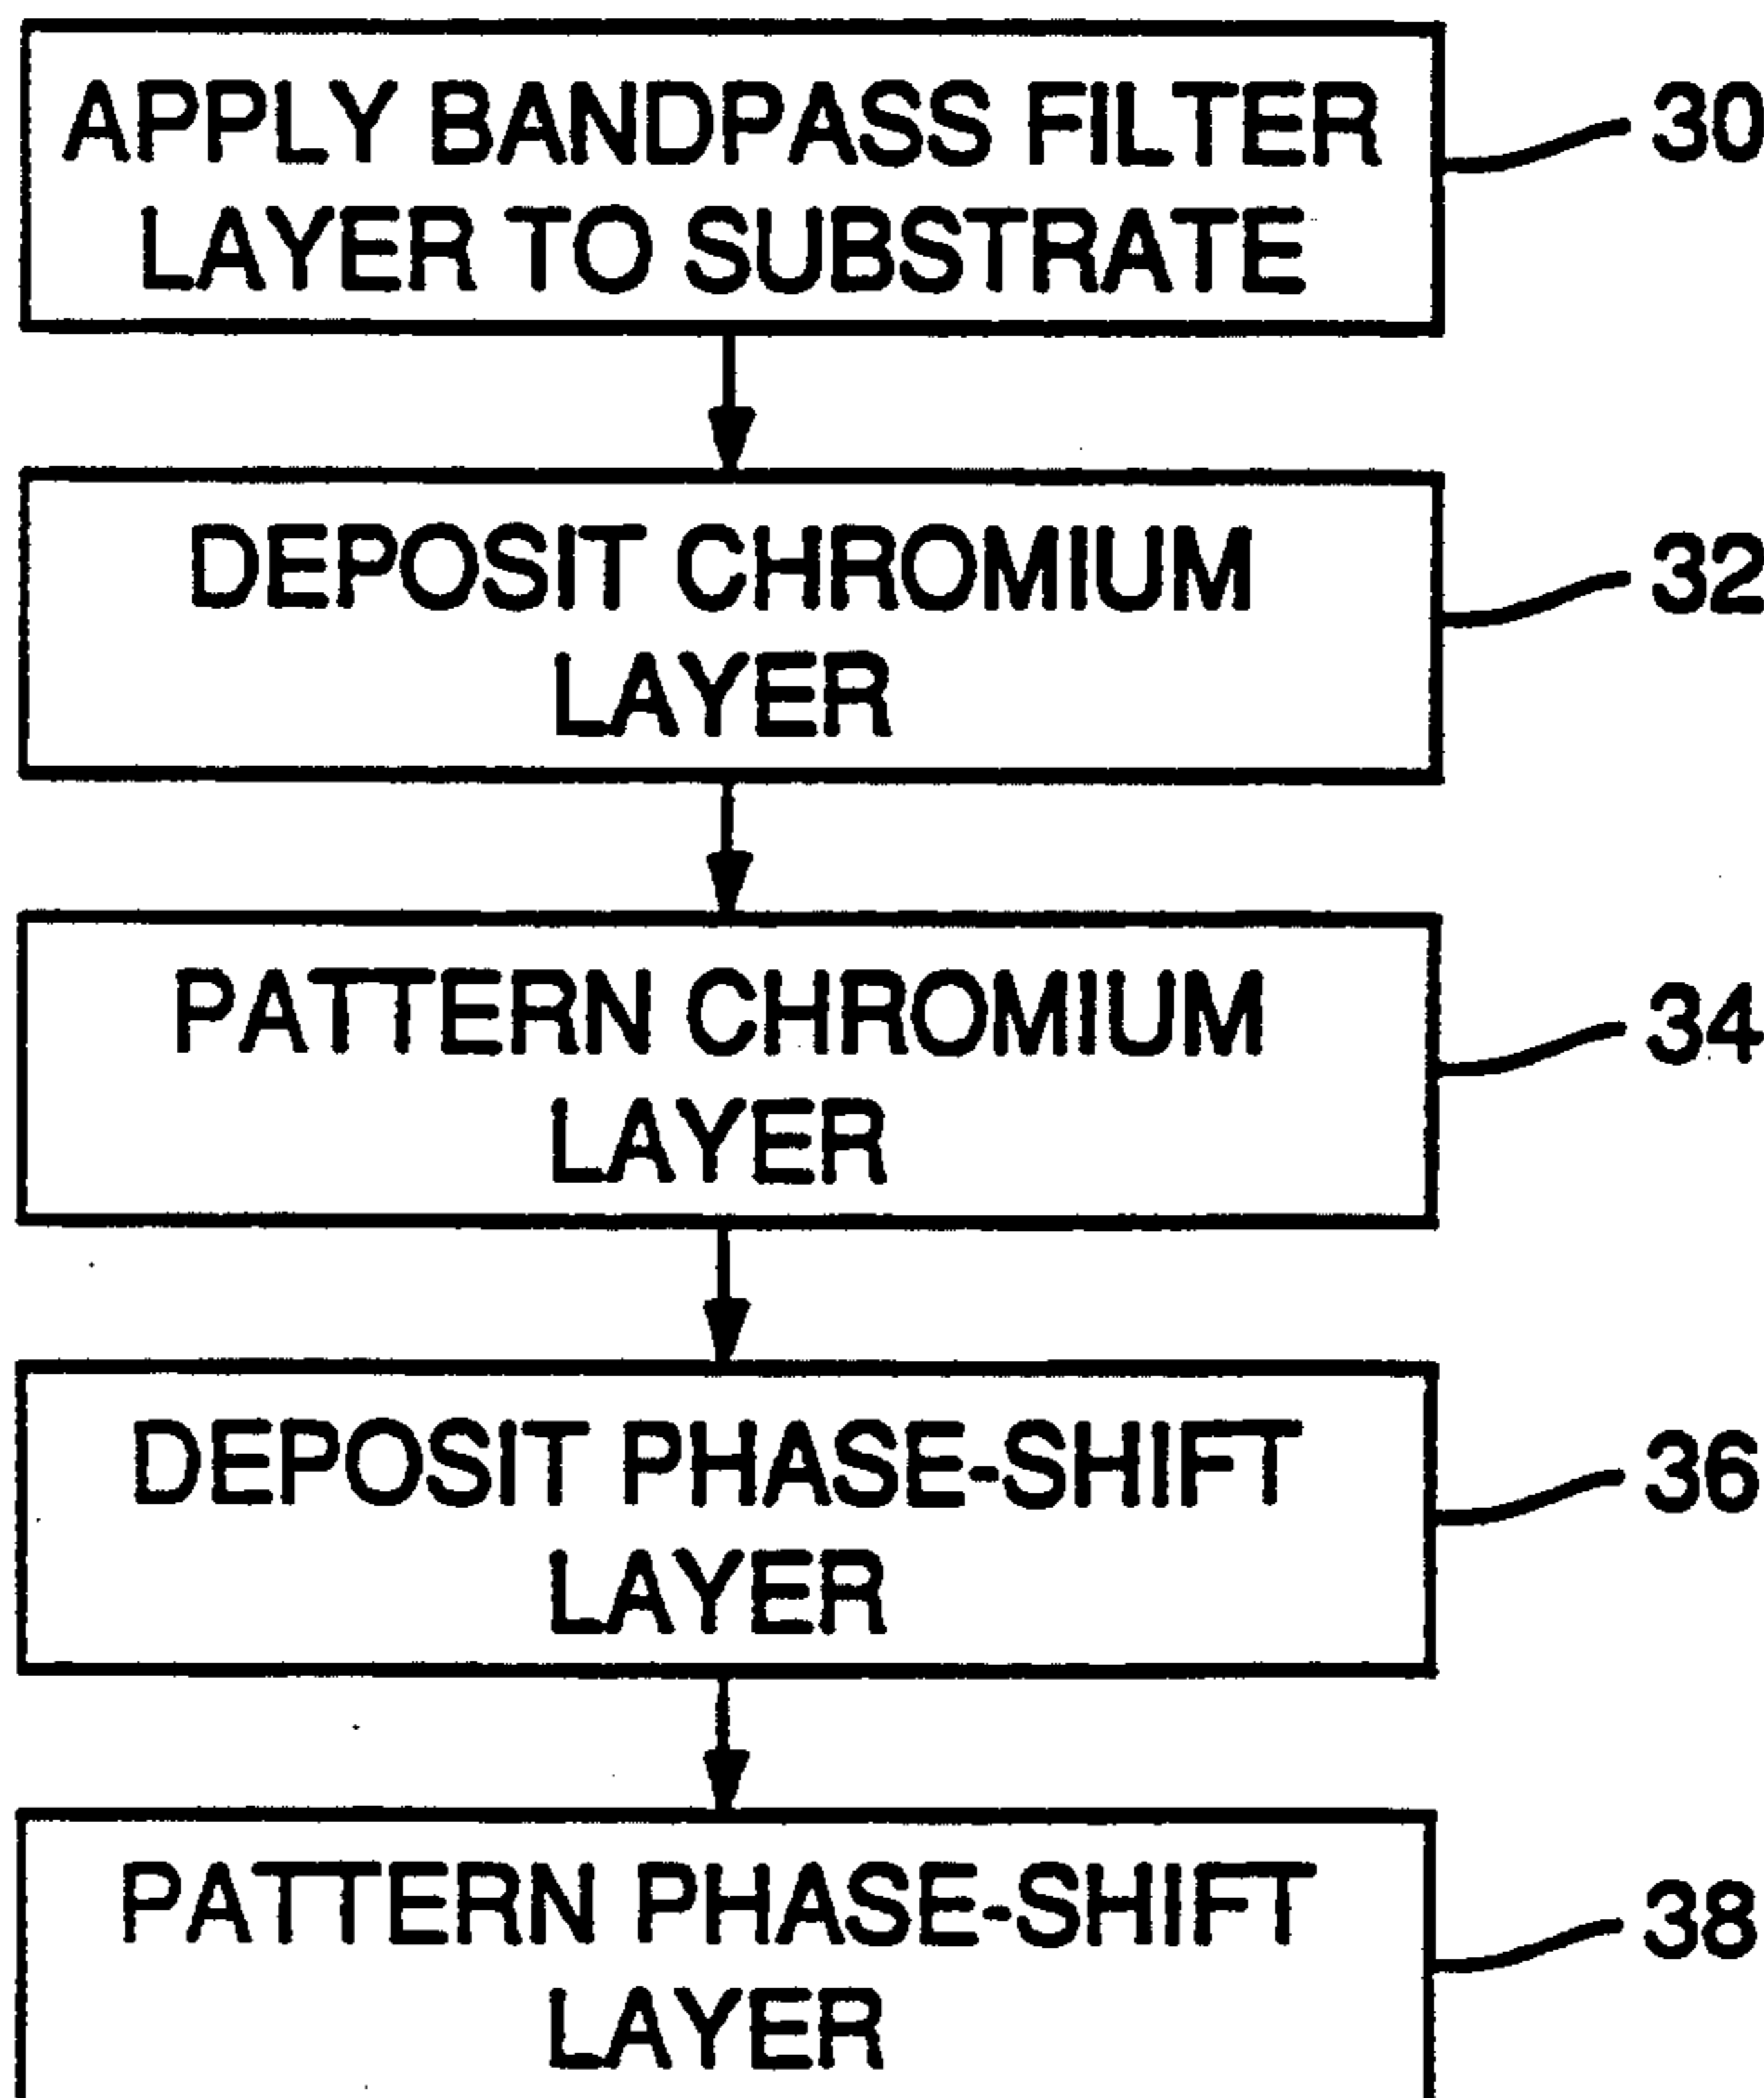 APPLY BANDPASS FILTER
LAYER TO SUBSTRATE
30
DEPOSIT CHROMIUM
LAYER
32
PATTERN CHROMIUM
LAYER
34
DEPOSIT PHASE-SHIFT
LAYER
36
PATTERN PHASE-SHIFT
LAYER
38